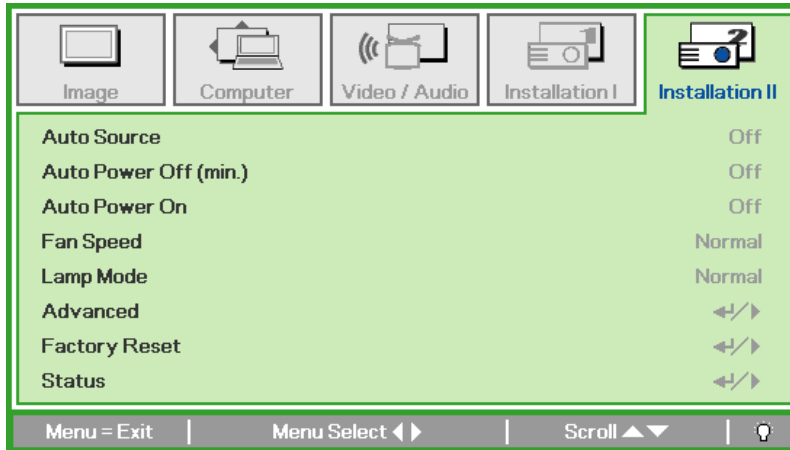 Image Computer Video / Audio Installation I Installation II
Auto Source Off
Auto Power Off (min.) Off
Auto Power On Off
Fan Speed Normal
Lamp Mode Normal
Advanced
Factory Reset
Status
Menu = Exit Menu Select Scroll